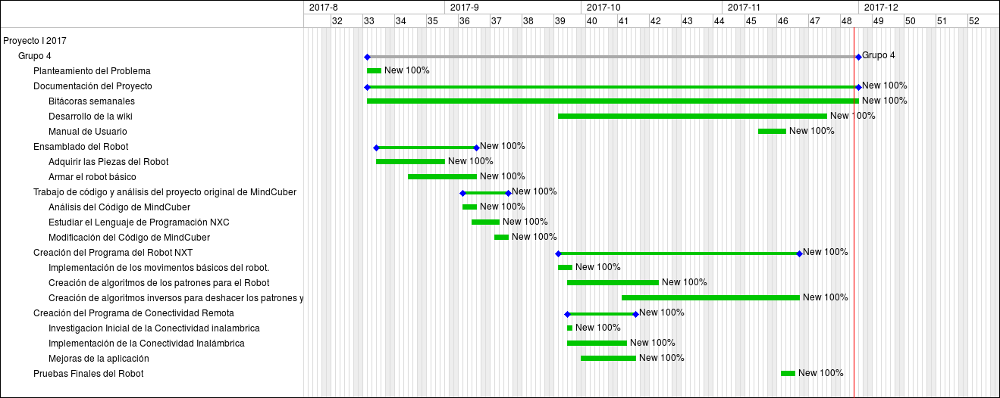 2017-8 2017-9 2017-10 2017-11 2017-12
32 33 34 35 36 37 38 39 40 41 42 43 44 45 46 47 48 49 50 51 52
Proyecto I 2017
Grupo 4 Grupo 4
Planteamiento del Problema New 100%
Documentación del Proyecto New 100%
Bitácoras semanales New 100%
Desarrollo de la wiki New 100%
Manual de Usuario New 100%
Ensamblado del Robot New 100%
Adquirir las Piezas del Robot New 100%
Armar el robot básico New 100%
Trabajo de código y análisis del proyecto original de MindCuber New 100%
Análisis del Código de MindCuber New 100%
Estudiar el Lenguaje de Programación NXC New 100%
Modificación del Código de MindCuber New 100%
Creación del Programa del Robot NXT New 100%
Implementación de los movimentos básicos del robot. New 100%
Creación de algoritmos de los patrones para el Robot New 100%
Creación de algoritmos inversos para deshacer los patrones y New 100%
Creación del Programa de Conectividad Remota New 100%
Investigacion Inicial de la Conectividad inalambrica New 100%
Implementación de la Conectividad Inalámbrica New 100%
Mejoras de la aplicación New 100%
Pruebas Finales del Robot New 100%